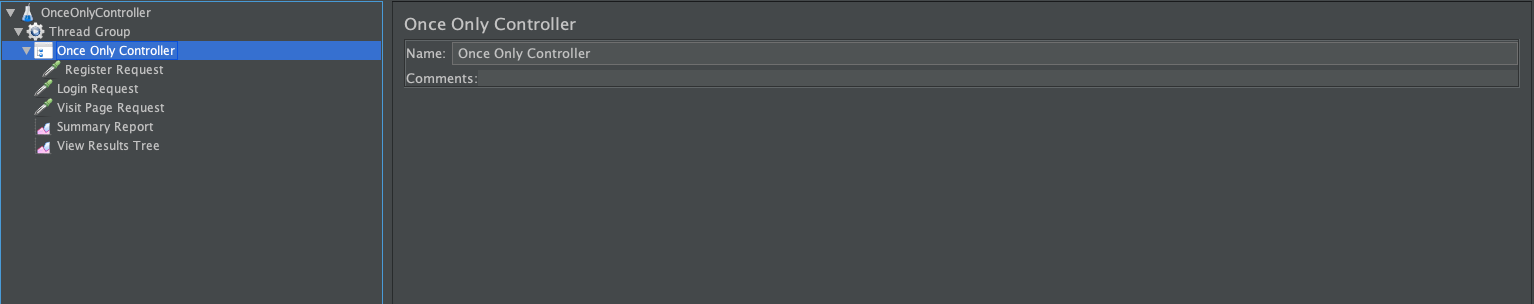 OnceOnlyController
Thread Group
Once Only Controller
Register Request
Login Request
Visit Page Request
Summary Report
View Results Tree
Once Only Controller
Name: Once Only Controller
Comments: